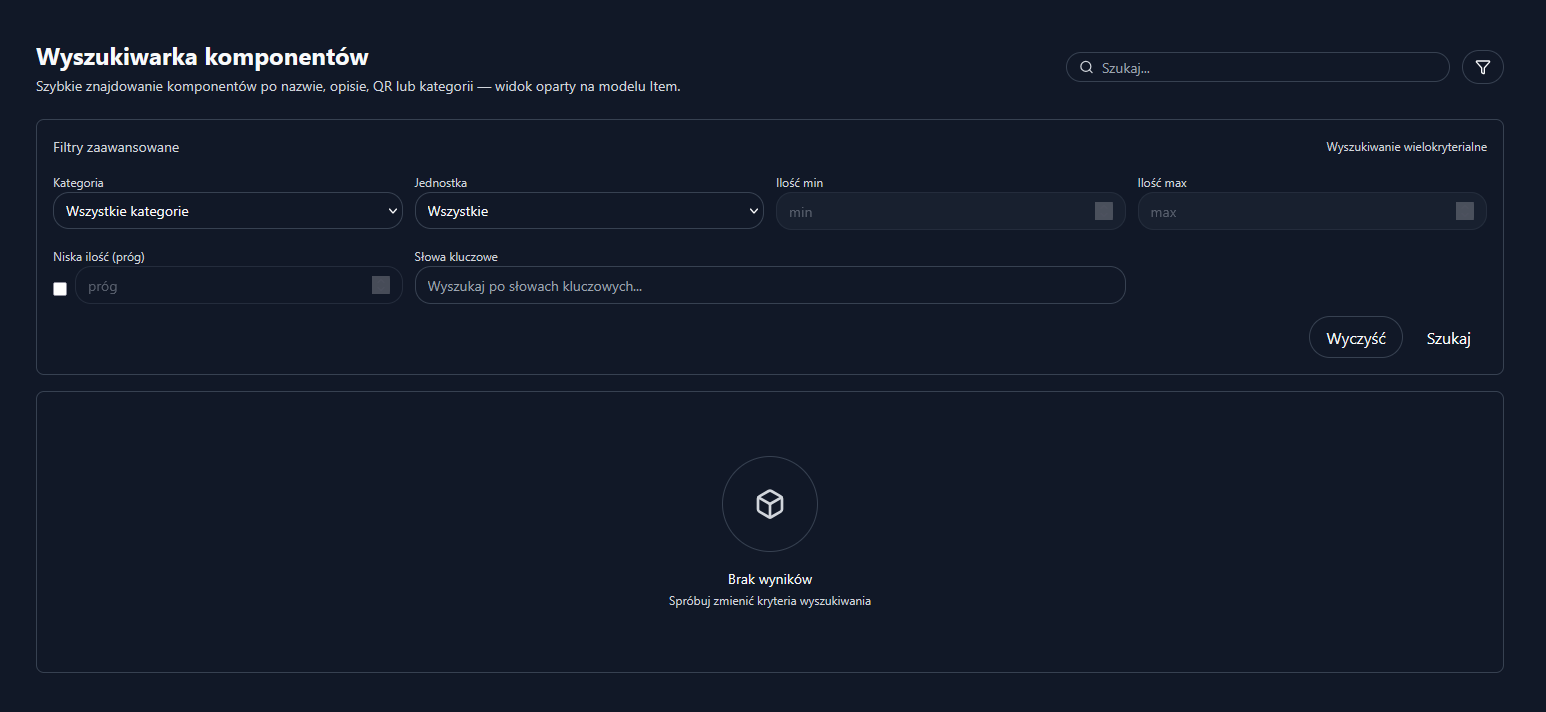 Wyszukiwarka komponentów
Szybkie znajdowanie komponentów po nazwie, opisie, QR lub kategorii — widok oparty na modelu Item.
Szukaj...
Filtry zaawansowane
Wyszukiwanie wielokryterialne
Kategoria
Wszystkie kategorie
Jednostka
Wszystkie
Ilość min
min
Ilość max
max
Niska ilość (próg)
próg
Słowa kluczowe
Wyszukaj po słowach kluczowych...
Wyczyść
Szukaj
Brak wyników
Spróbuj zmienić kryteria wyszukiwania